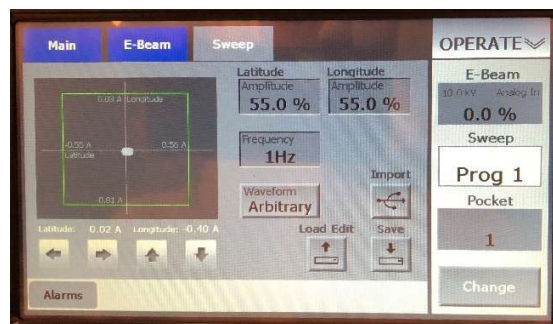 Main
E-Beam
Sweep
OPERATE
Latitude
Longitude
Amplitude
55.0 %
Amplitude
55.0 %
0.03 A Longitude
-0.55 A
Latitude
0.56 A
-0.81 A
Frequency
1Hz
Waveform
Arbitrary
Import
Load Edit
Save
Latitude: 0.02 A Longitude: -0.40 A
Alarms
E-Beam
10.0 kV Analog In
0.0 %
Sweep
Prog 1
Pocket
1
Change